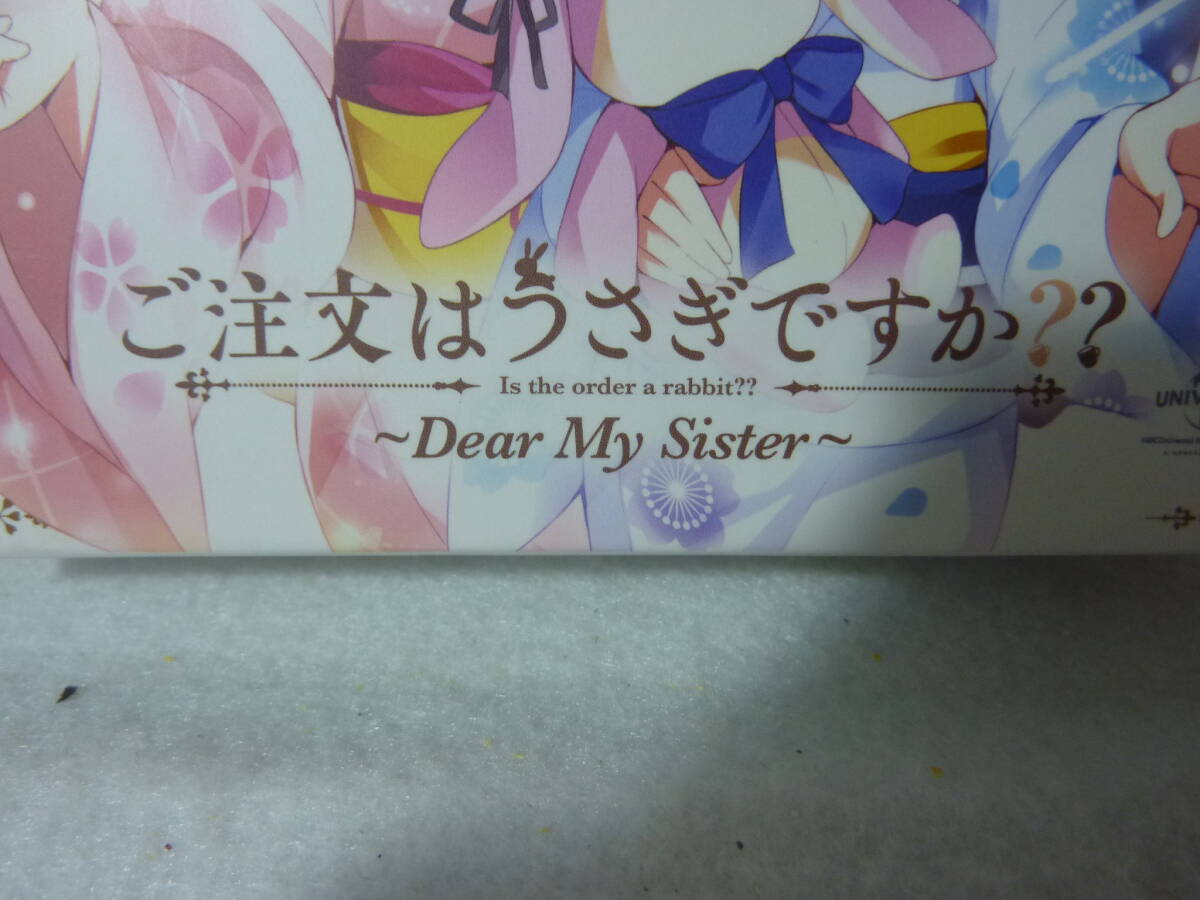 ご注文はうさぎですか??
Is the order a rabbit??
~Dear My Sister~